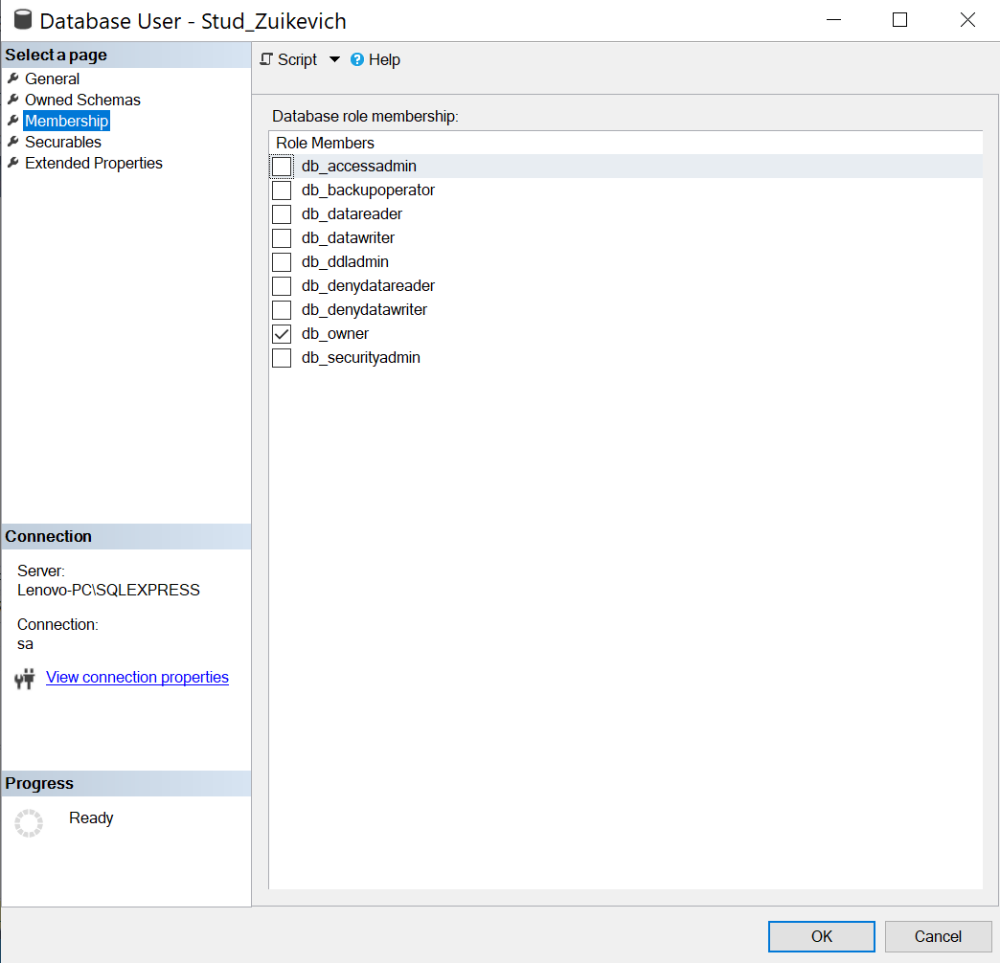 Database User - Stud_Zuikevich
Select a page
General
Owned Schemas
Membership
Securables
Extended Properties
Script
Help
Database role membership:
Role Members
db_accessadmin
db_backupoperator
db_datareader
db_datawriter
db_ddladmin
db_denydatareader
db_denydatawriter
db_owner
db_securityadmin
Connection
Server:
Lenovo-PC\SQLEXPRESS
Connection:
sa
View connection properties
Progress
Ready
OK
Cancel